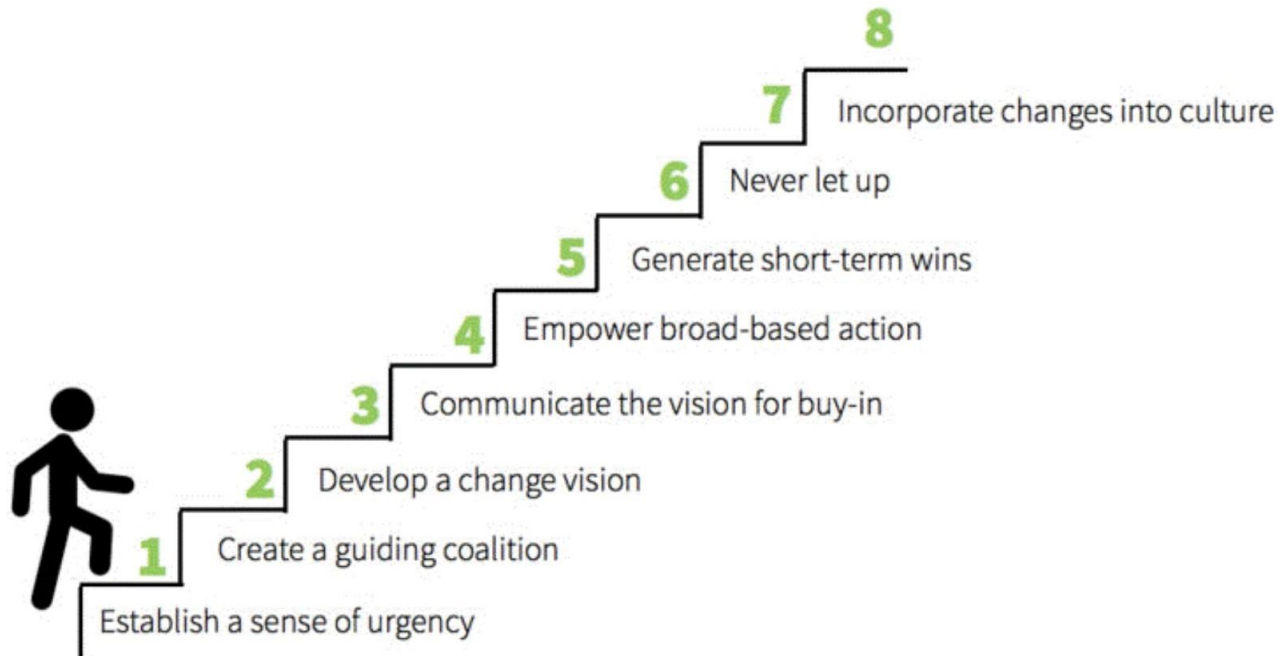 8
7
Incorporate changes into culture
6
Never let up
5
Generate short-term wins
4
Empower broad-based action
3
Communicate the vision for buy-in
2
Develop a change vision
1
Create a guiding coalition
Establish a sense of urgency